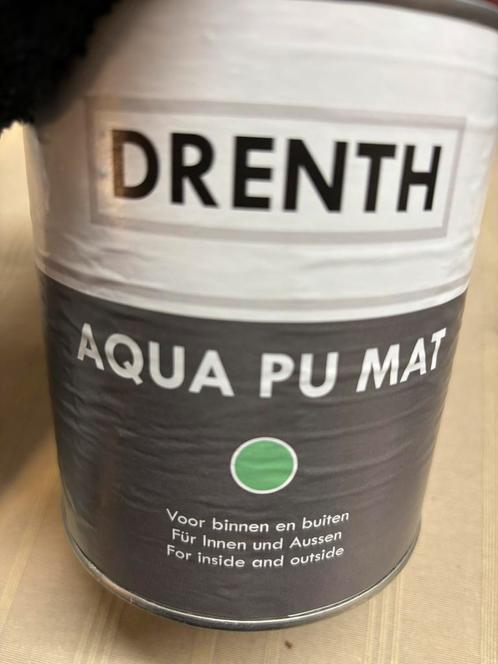 DRENTH
AQUA PU MAT
Voor binnen en buiten
Für Innen und Aussen
For inside and outside